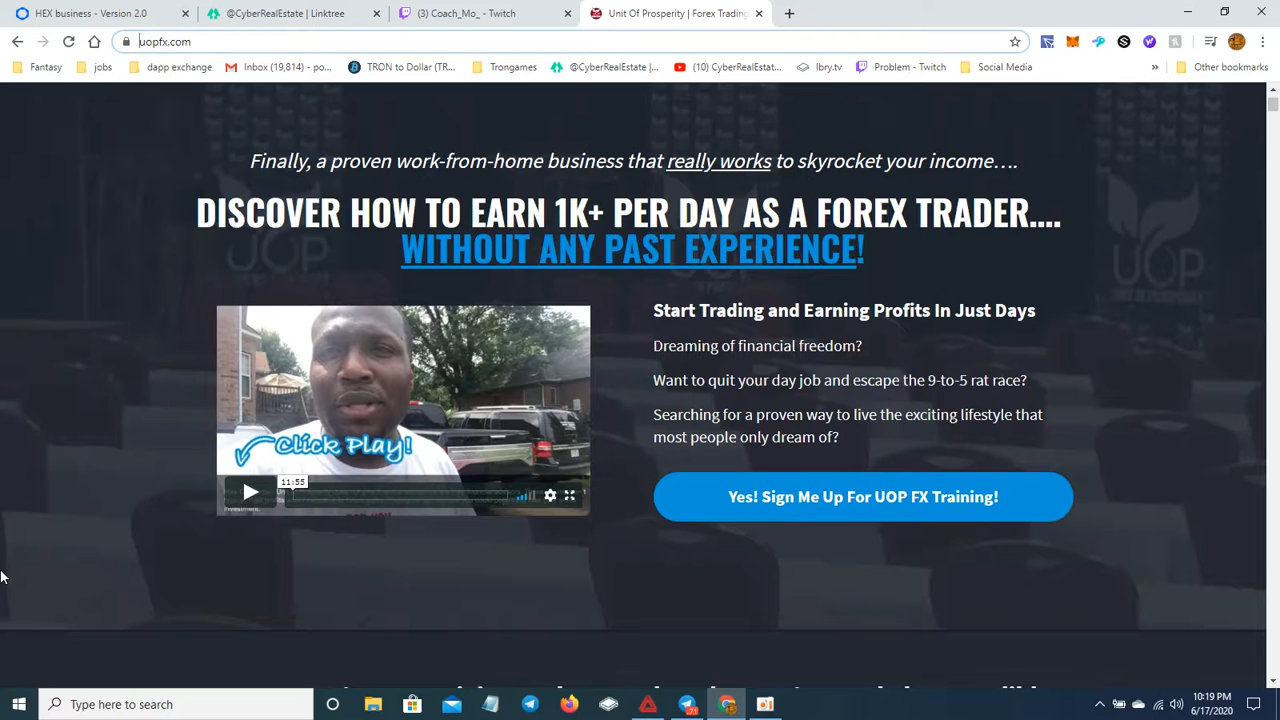 HEX business - Version 2.0
@CyberRealEstate | Linktree
(3) Coach_Mo_ - Twitch
Unit Of Prosperity | Forex Trading
uopfx.com
Fantasy
jobs
dapp exchange
Inbox (19,814) - po...
TRON to Dollar (TR...
Trongames
@CyberRealEstate |...
(10) CyberRealEstat...
lbry.tv
Problem - Twitch
Social Media
Other bookmarks
Finally, a proven work-from-home business that really works to skyrocket your income….
DISCOVER HOW TO EARN 1K+ PER DAY AS A FOREX TRADER....
WITHOUT ANY PAST EXPERIENCE!
UOP
UOP
Click Play!
11:55
investment.
Start Trading and Earning Profits In Just Days
Dreaming of financial freedom?
Want to quit your day job and escape the 9-to-5 rat race?
Searching for a proven way to live the exciting lifestyle that
most people only dream of?
Yes! Sign Me Up For UOP FX Training!
Type here to search
71
10:19 PM
6/17/2020